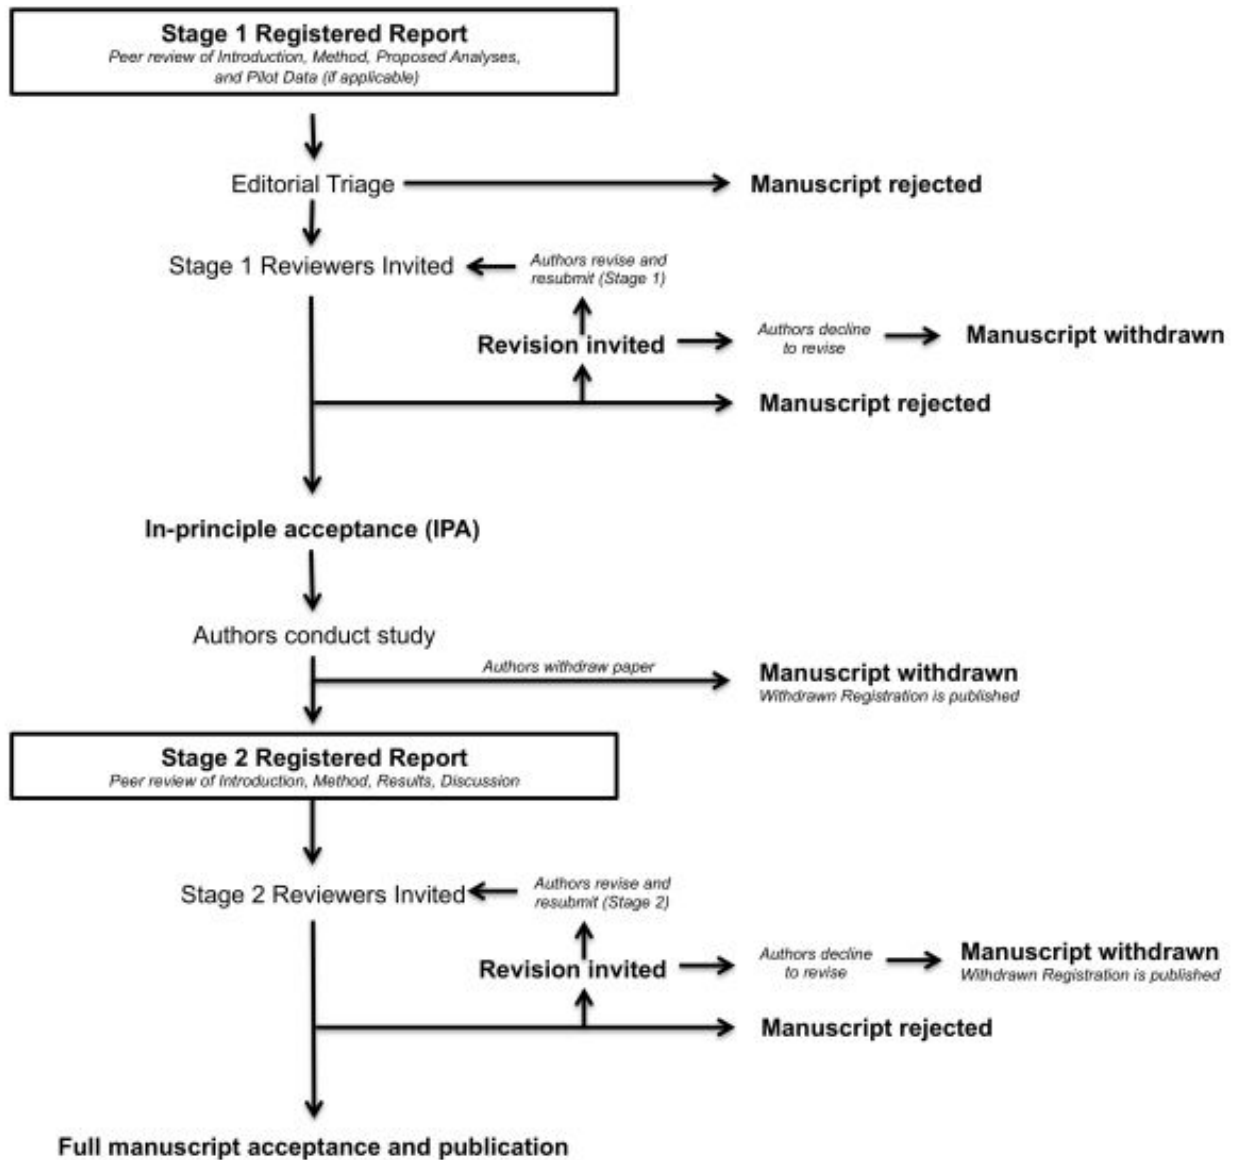 Stage 1 Registered Report
Peer review of Introduction, Method, Proposed Analyses,
and Pilot Data (if applicable)
Editorial Triage
Manuscript rejected
Stage 1 Reviewers Invited
Authors revise and
resubmit (Stage 1)
Revision invited
Authors decline
to revise
Manuscript withdrawn
Manuscript rejected
In-principle acceptance (IPA)
Authors conduct study
Authors withdraw paper
Manuscript withdrawn
Withdrawn Registration is published
Stage 2 Registered Report
Peer review of Introduction, Method, Results, Discussion
Stage 2 Reviewers Invited
Authors revise and
resubmit (Stage 2)
Revision invited
Authors decline
to revise
Manuscript withdrawn
Withdrawn Registration is published
Manuscript rejected
Full manuscript acceptance and publication